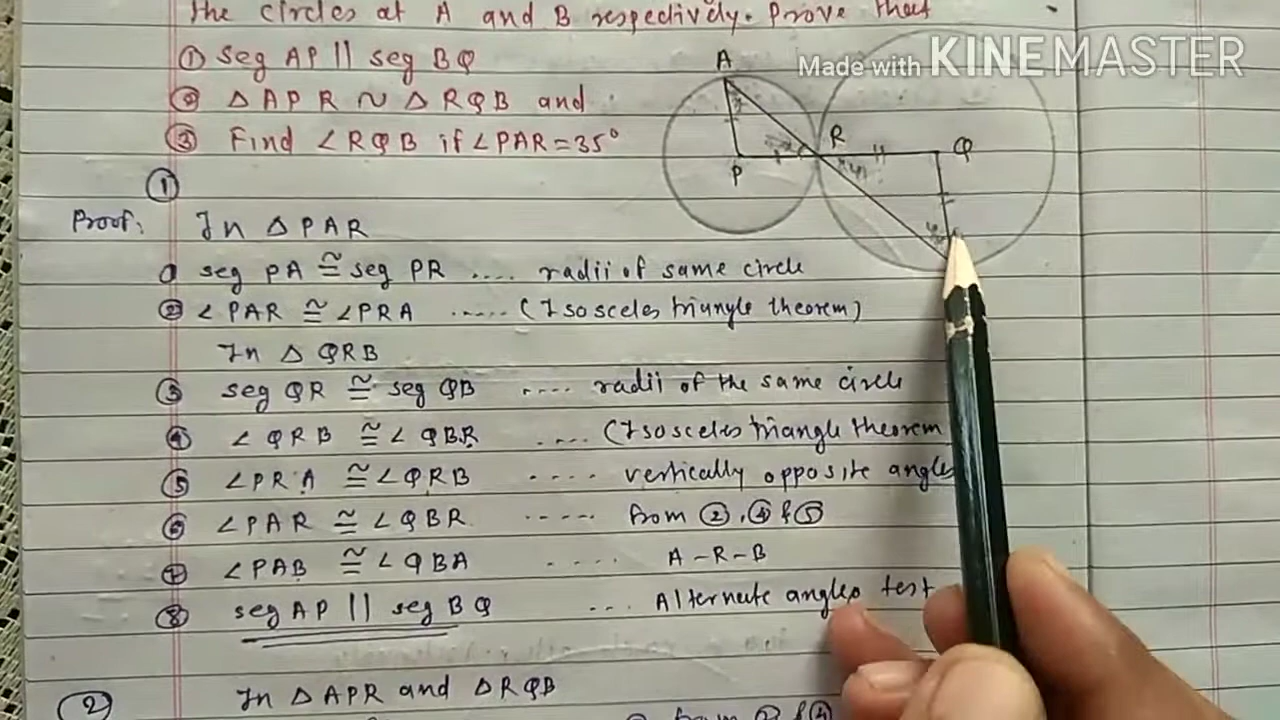 the circles at A and B respectively. Prove that
① seg AP || seg BQ
② △APR ~ △RQB and
③ Find ∠RQB if ∠PAR = 35°
Made with KINEMASTER
A
R
P
Q
①
Proof: In △PAR
① seg PA ≅ seg PR .... radii of same circle
② ∠PAR ≅ ∠PRA ..... (Isosceles triangle theorem)
In △QRB
③ seg QR ≅ seg QB .... radii of the same circle
④ ∠QRB ≅ ∠QBR .... (Isosceles triangle theorem
⑤ ∠PRA ≅ ∠QRB .... vertically opposite angles
⑥ ∠PAR ≅ ∠QBR ..... from ②, ④ & ⑤
⑦ ∠PAB ≅ ∠QBA .... A-R-B
⑧ seg AP || seg BQ ... Alternate angles test
② In △APR and △RQB
from ② & ④